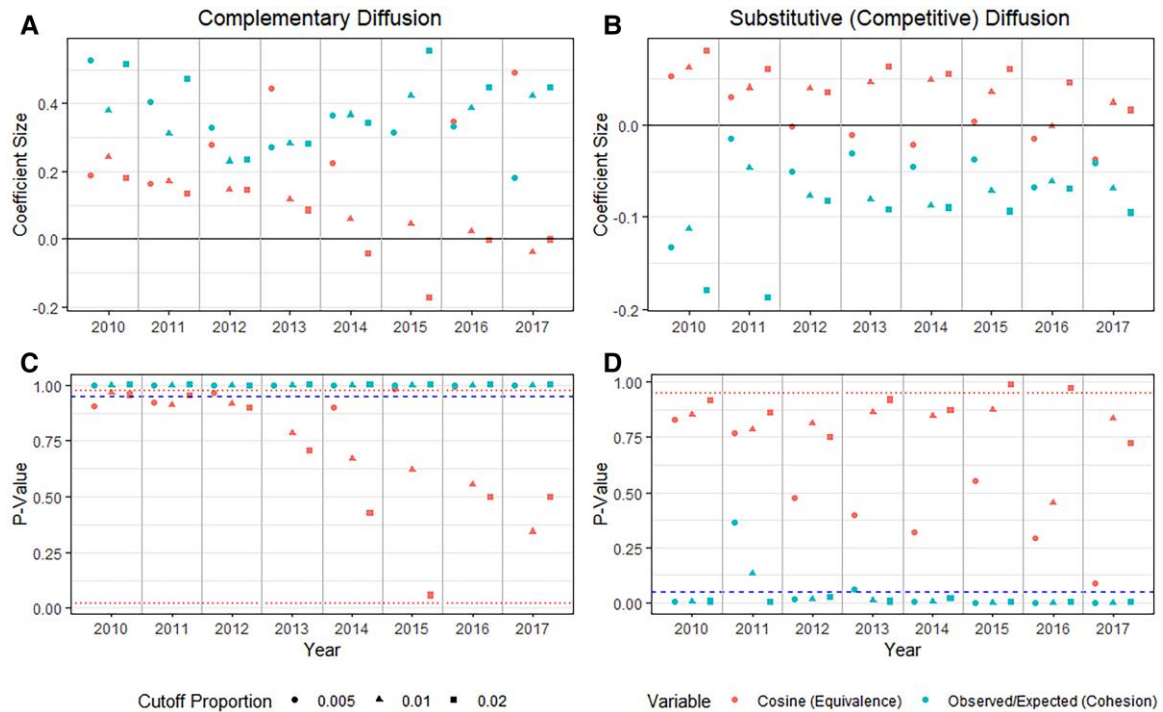 A
Complementary Diffusion
Coefficient Size
0.4
0.2
0.0
-0.2
2010 2011 2012 2013 2014 2015 2016 2017
B
Substitutive (Competitive) Diffusion
Coefficient Size
0.0
-0.1
-0.2
2010 2011 2012 2013 2014 2015 2016 2017
C
P-Value
1.00
0.75
0.50
0.25
0.00
2010 2011 2012 2013 2014 2015 2016 2017
Year
D
P-Value
1.00
0.75
0.50
0.25
0.00
2010 2011 2012 2013 2014 2015 2016 2017
Year
Cutoff Proportion 0.005 0.01 0.02
Variable Cosine (Equivalence) Observed/Expected (Cohesion)